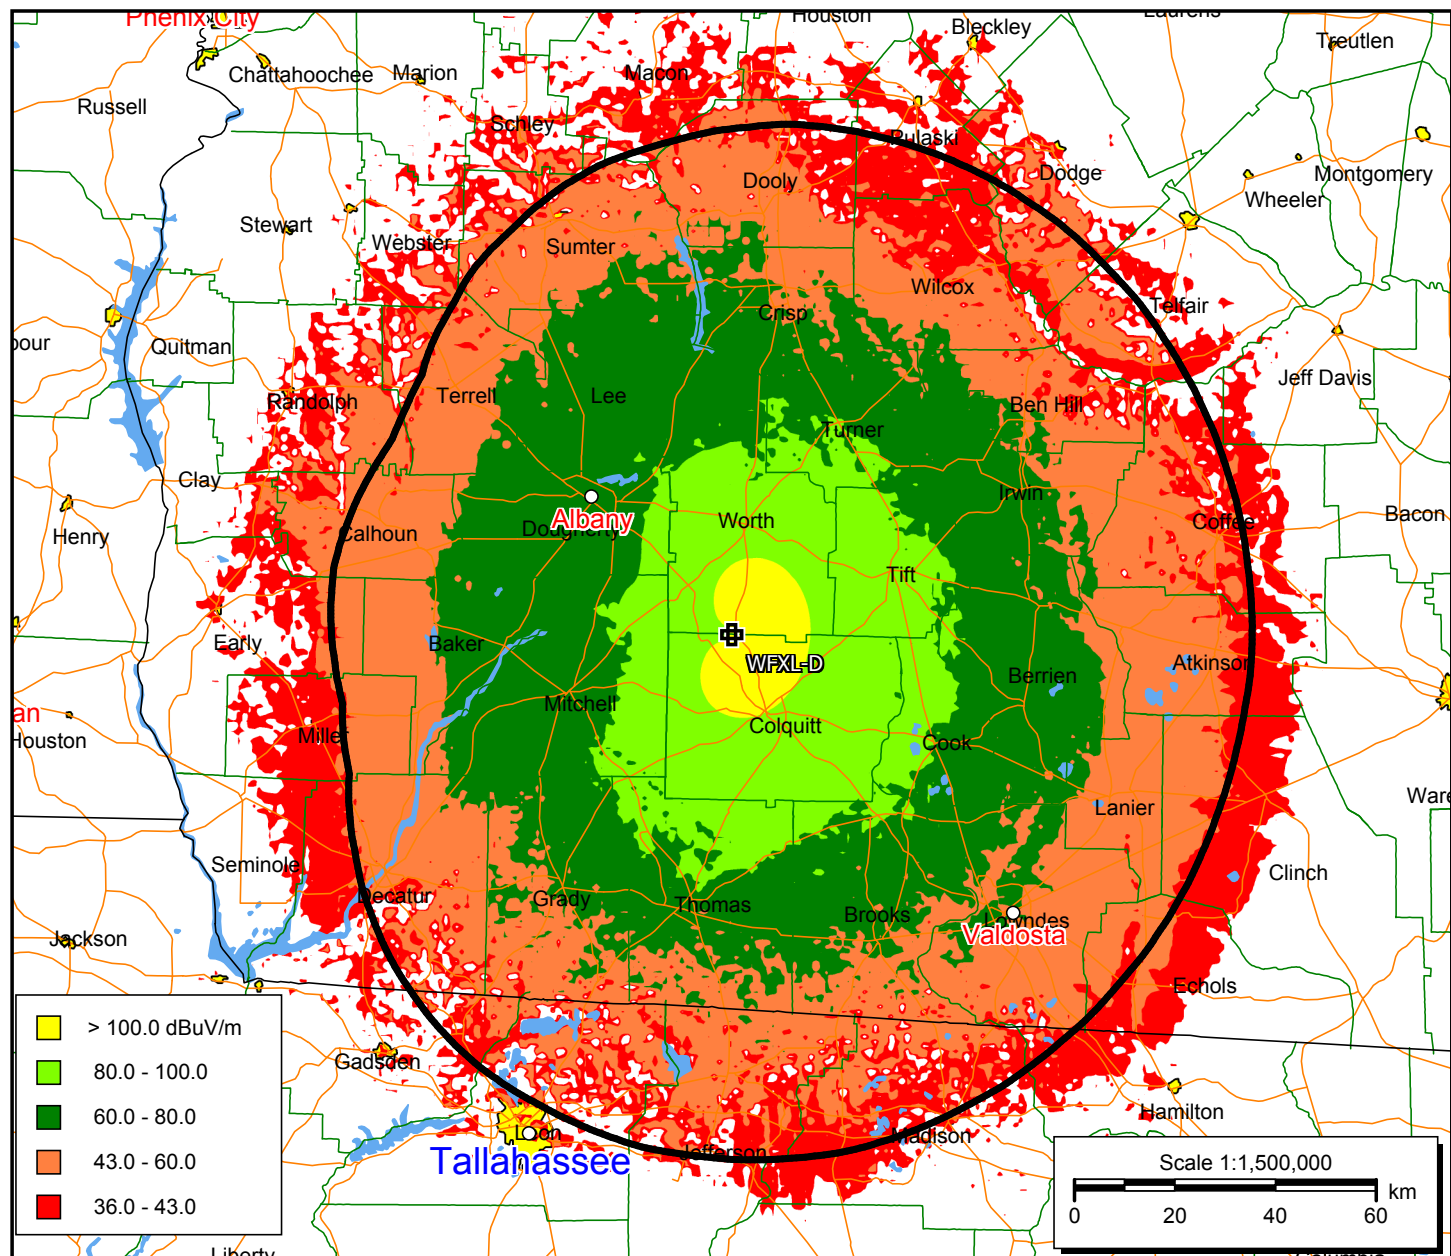 Phenix City
Houston
Laurens
Bleckley
Treutlen
Chattahoochee
Marion
Macon
Russell
Schley
Pulaski
Dodge
Montgomery
Dooly
Wheeler
Stewart
Webster
Sumter
Wilcox
Telfair
Crisp
bour
Quitman
Jeff Davis
Randolph
Terrell
Lee
Ben Hill
Turner
Clay
Irwin
Henry
Calhoun
Dougherty
Albany
Worth
Coffee
Bacon
Tift
Early
Baker
WFXL-D
Atkinson
Berrien
an
Houston
Miller
Mitchell
Colquitt
Cook
Lanier
Ware
Seminole
Clinch
Decatur
Grady
Thomas
Brooks
Lowndes
Valdosta
Jackson
Echols
> 100.0 dBuV/m
80.0 - 100.0
60.0 - 80.0
43.0 - 60.0
36.0 - 43.0
Gadsden
Leon
Tallahassee
Jefferson
Madison
Hamilton
Scale 1:1,500,000
km
0 20 40 60
Liberty
Columbia